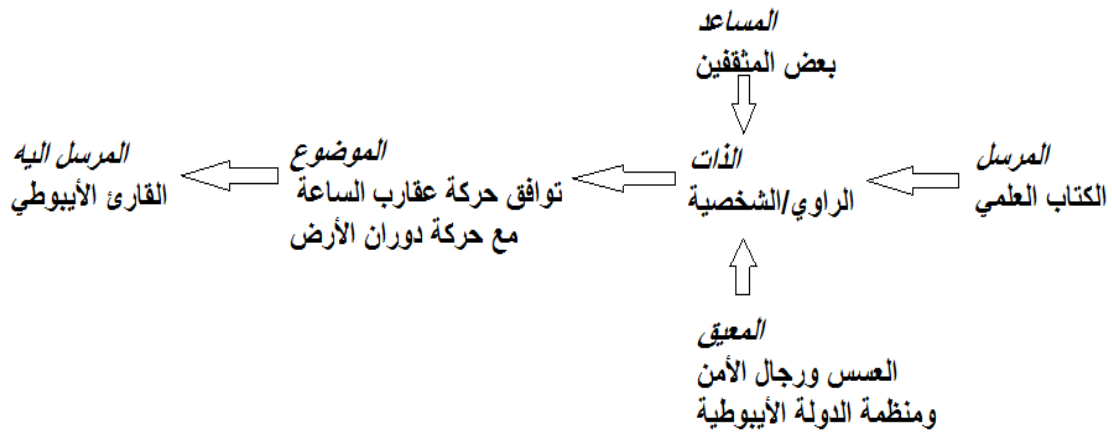 المساعد
بعض المثقفين
المرسل
الكتاب العلمي
الذات
الراوي/الشخصية
الموضوع
توافق حركة عقارب الساعة
مع حركة دوران الأرض
المرسل اليه
القارئ الأيبوطي
المعيق
العسس ورجال الأمن
ومنظمة الدولة الأيبوطية